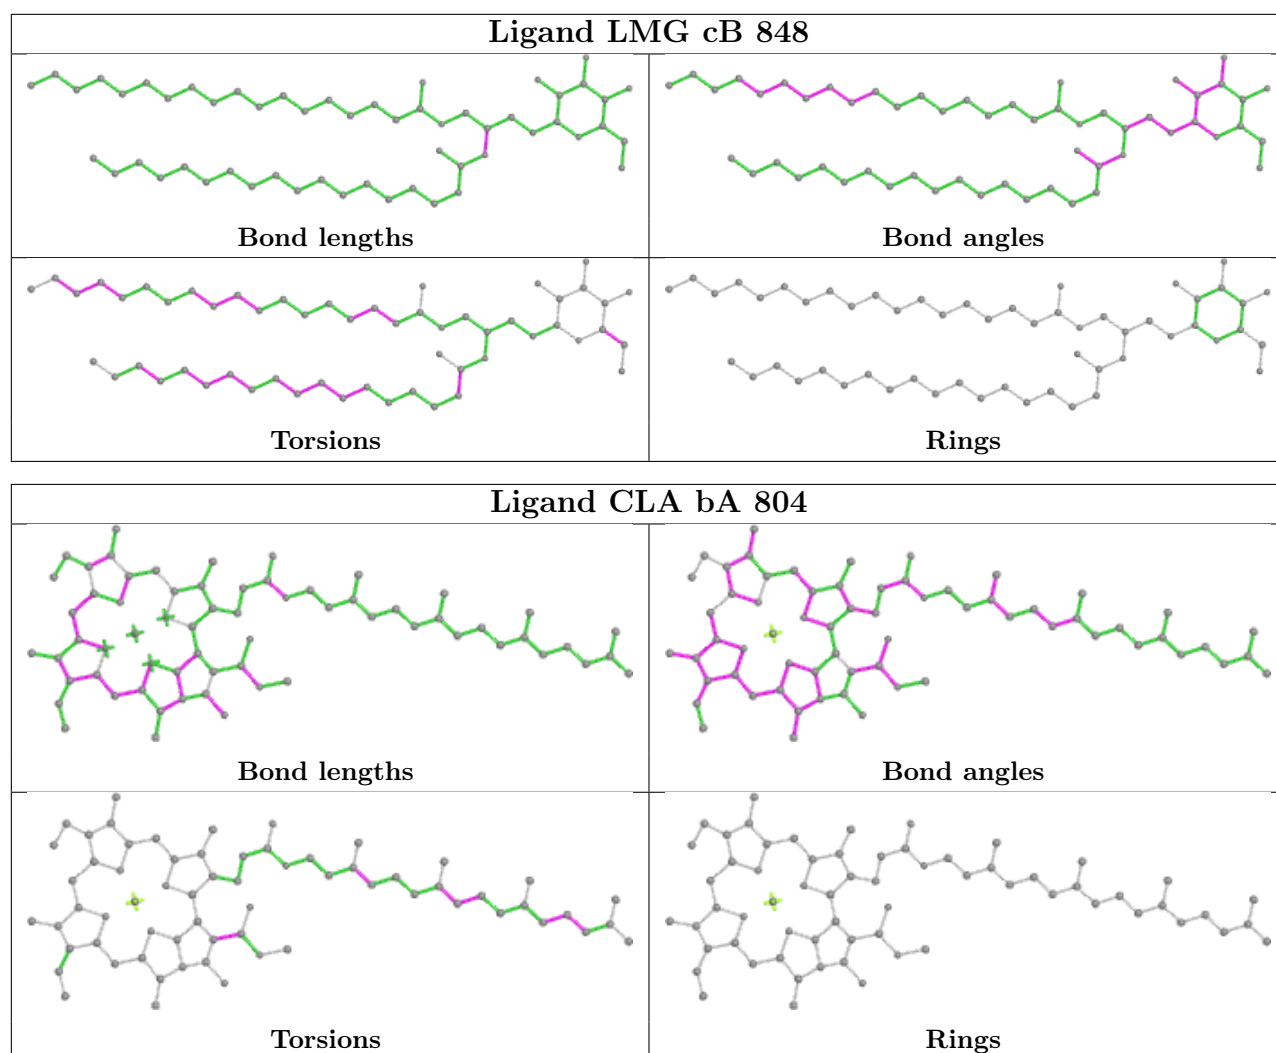 Ligand LMG cB 848
Bond lengths
Bond angles
Torsions
Rings
Ligand CLA bA 804
Bond lengths
Bond angles
Torsions
Rings